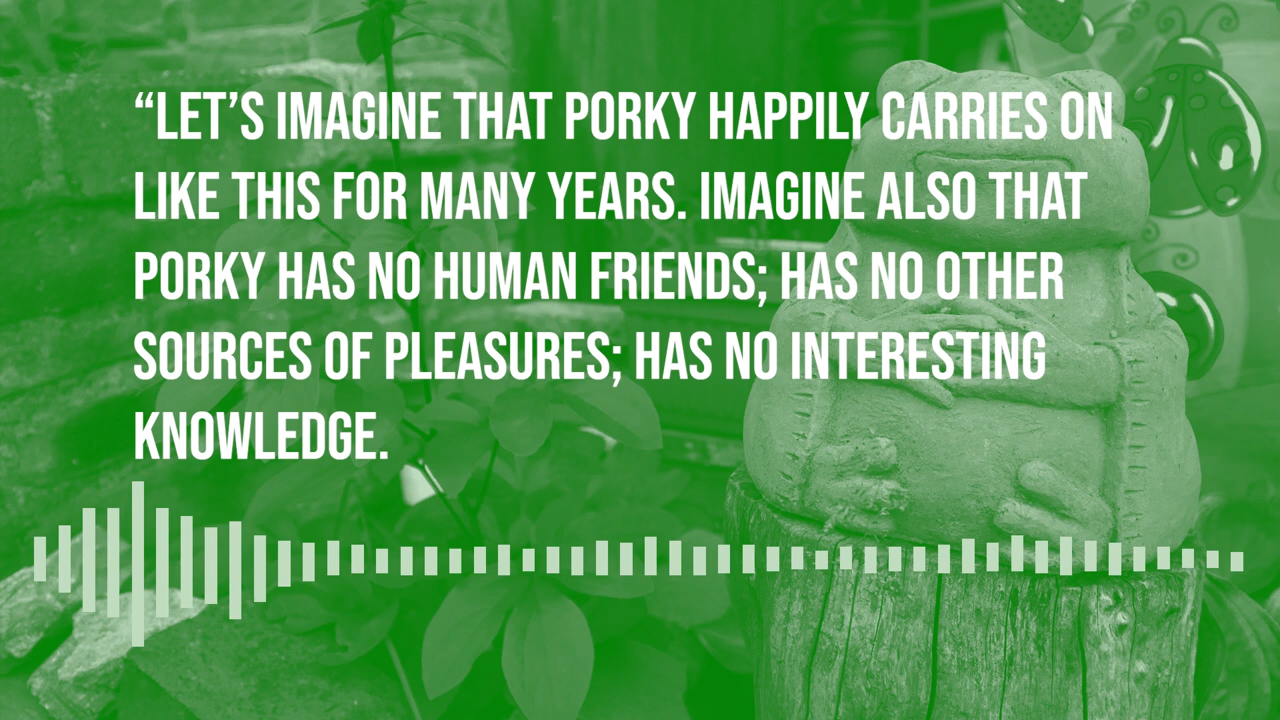 “LET’S IMAGINE THAT PORKY HAPPILY CARRIES ON
LIKE THIS FOR MANY YEARS. IMAGINE ALSO THAT
PORKY HAS NO HUMAN FRIENDS; HAS NO OTHER
SOURCES OF PLEASURES; HAS NO INTERESTING
KNOWLEDGE.